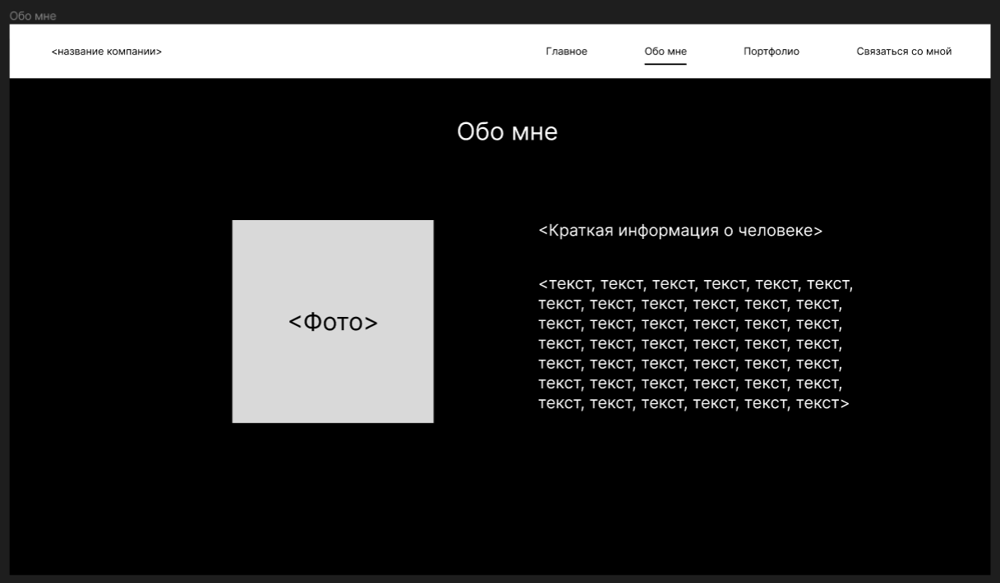 Обо мне
<название компании>
Главное
Обо мне
Портфолио
Связаться со мной
Обо мне
<Фото>
<Краткая информация о человеке>
<текст, текст, текст, текст, текст, текст,
текст, текст, текст, текст, текст, текст,
текст, текст, текст, текст, текст, текст,
текст, текст, текст, текст, текст, текст,
текст, текст, текст, текст, текст, текст,
текст, текст, текст, текст, текст, текст,
текст, текст, текст, текст, текст, текст>